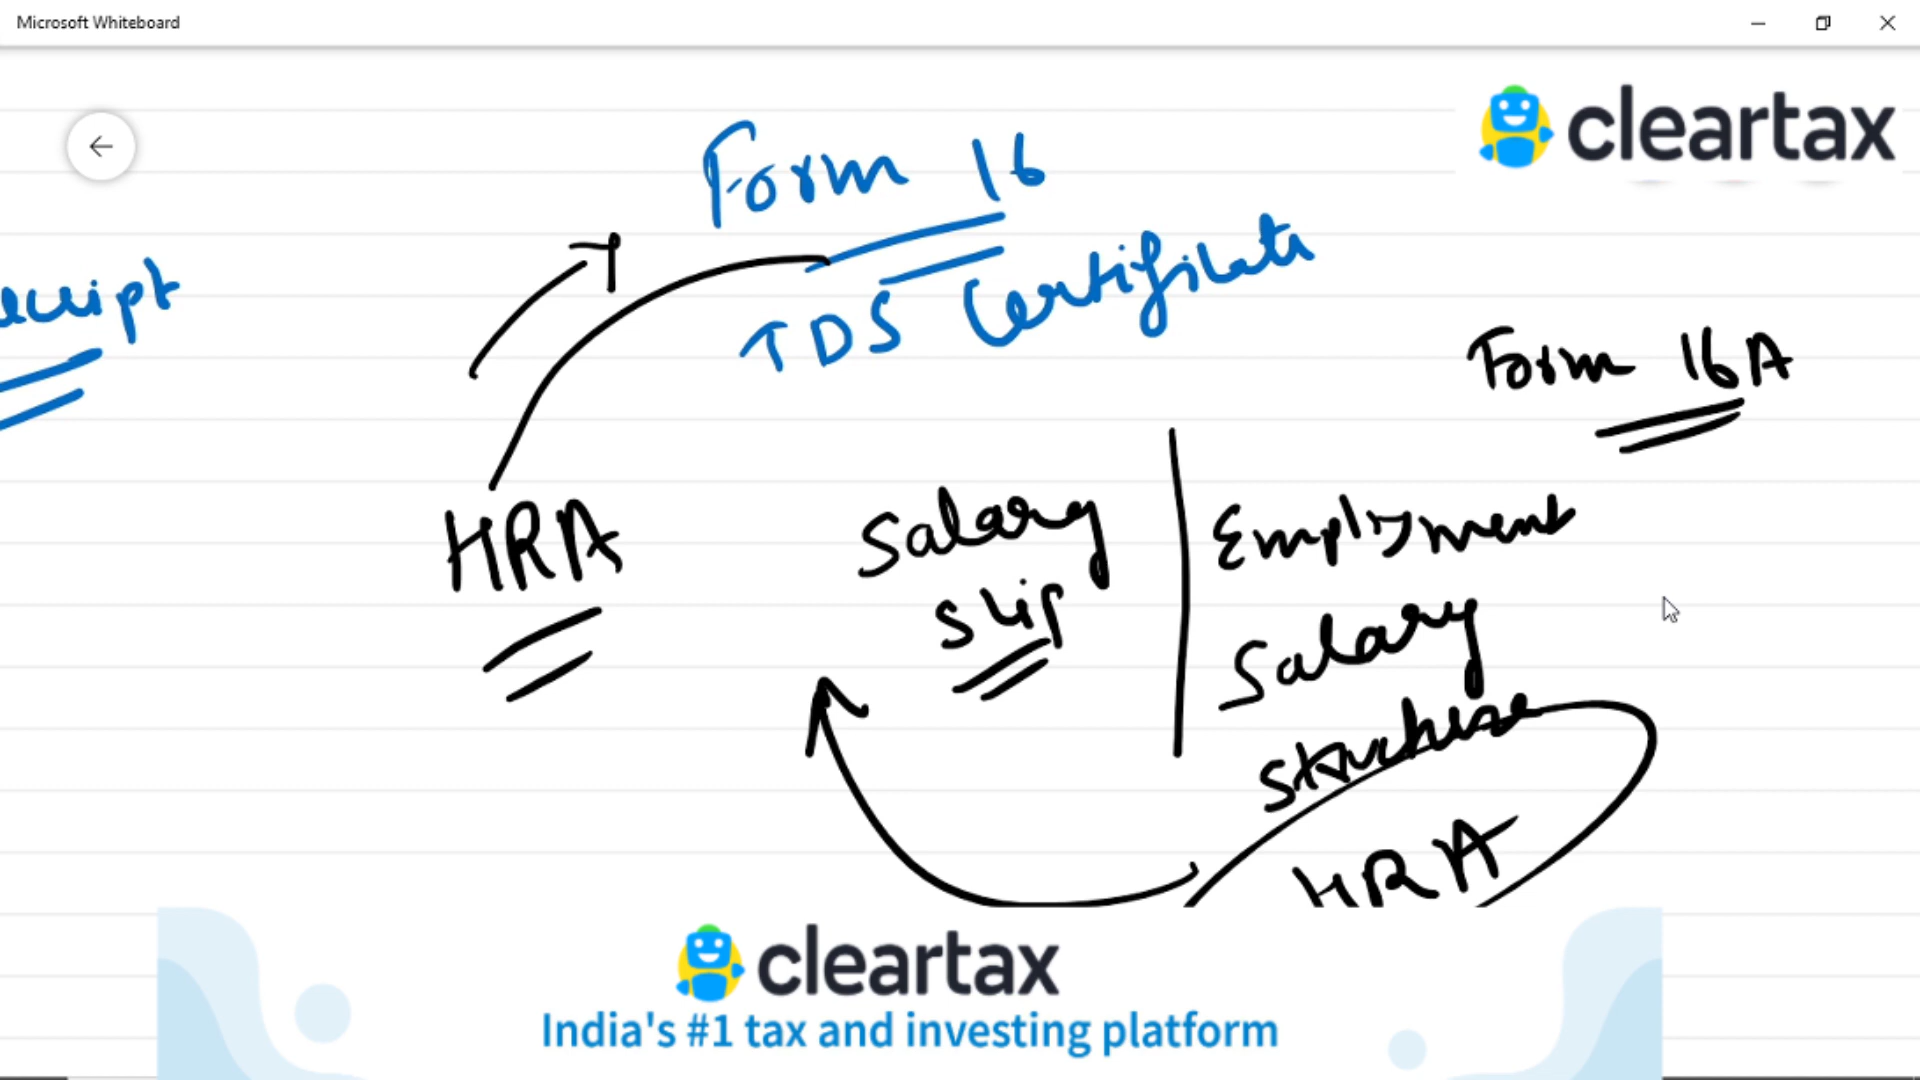 Microsoft Whiteboard
cleartax
Form 16
TDS Certificate
eceipt
Form 16A
HRA
Salary
Slip
Employment
Salary
Structure
HRA
cleartax
India's #1 tax and investing platform